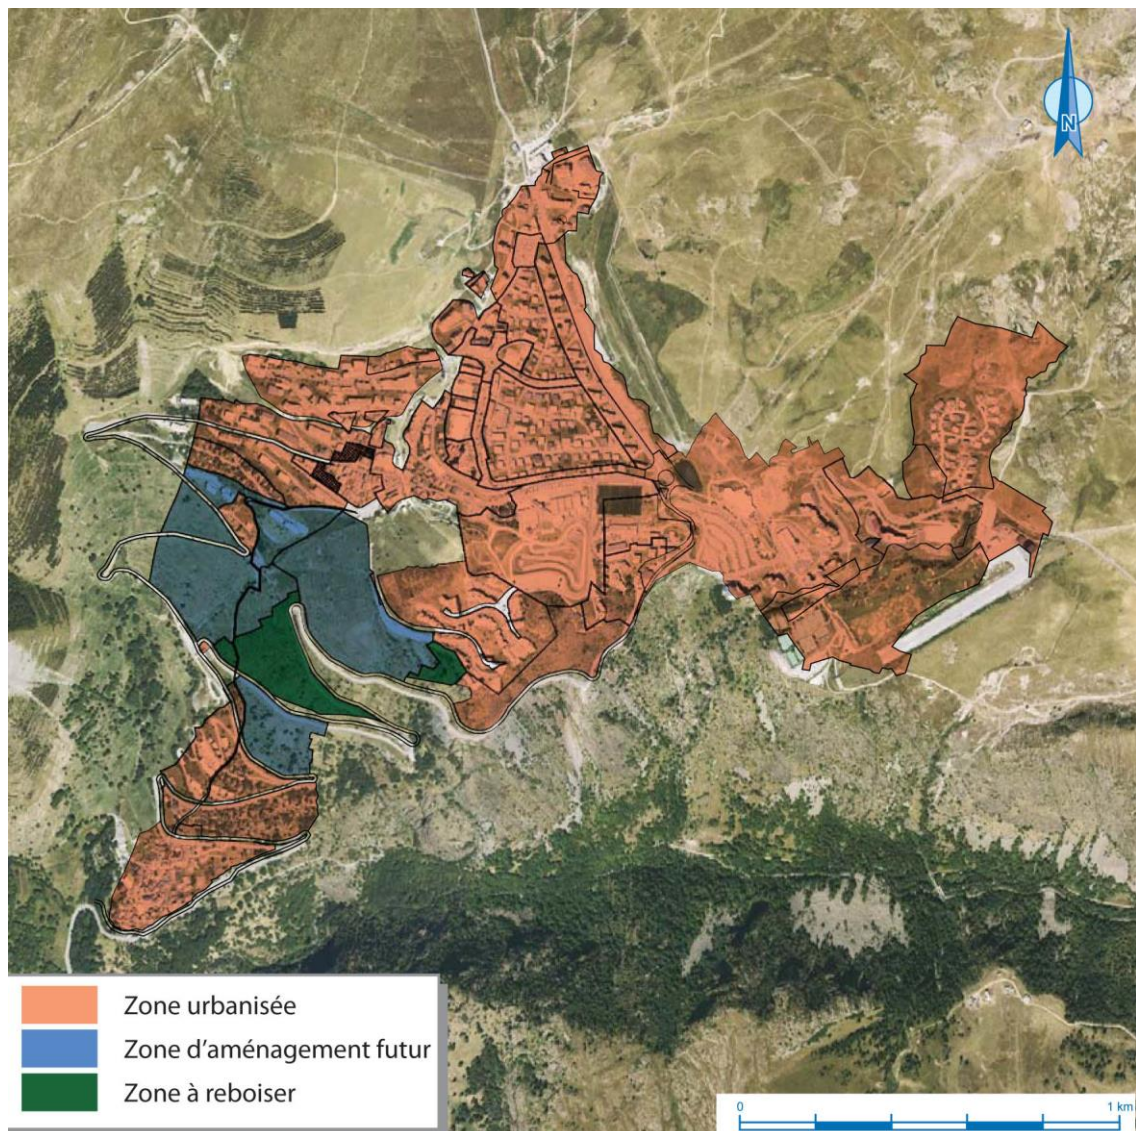 N
Zone urbanisée
Zone d'aménagement futur
Zone à reboiser
0 1 km